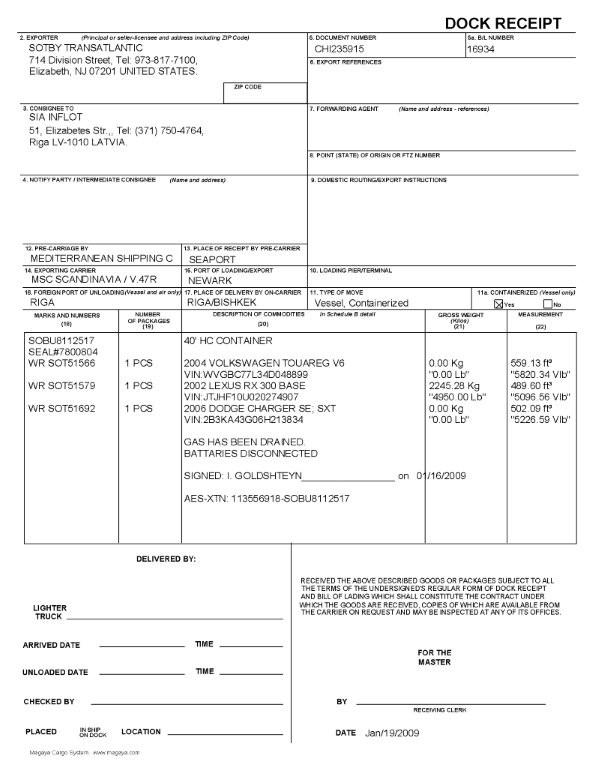 DOCK RECEIPT
2. EXPORTER (Principal or seller-licensee and address including ZIP Code)
SOTBY TRANSATLANTIC
714 Division Street, Tel: 973-817-7100,
Elizabeth, NJ 07201 UNITED STATES.
ZIP CODE
5. DOCUMENT NUMBER
CHI235915
5a. B/L NUMBER
16934
6. EXPORT REFERENCES
3. CONSIGNEE TO
SIA INFLOT
51, Elizabetes Str.,, Tel: (371) 750-4764,
Riga LV-1010 LATVIA.
7. FORWARDING AGENT (Name and address - references)
8. POINT (STATE) OF ORIGIN OR FTZ NUMBER
4. NOTIFY PARTY / INTERMEDIATE CONSIGNEE (Name and address)
9. DOMESTIC ROUTING/EXPORT INSTRUCTIONS
12. PRE-CARRIAGE BY
MEDITERRANEAN SHIPPING C
13. PLACE OF RECEIPT BY PRE-CARRIER
SEAPORT
14. EXPORTING CARRIER
MSC SCANDINAVIA / V.47R
16. PORT OF LOADING/EXPORT
NEWARK
10. LOADING PIER/TERMINAL
18. FOREIGN PORT OF UNLOADING(Vessel and air only)
RIGA
17. PLACE OF DELIVERY BY ON-CARRIER
RIGA/BISHKEK
11. TYPE OF MOVE
Vessel, Containerized
11a. CONTAINERIZED (Vessel only)
Yes No
MARKS AND NUMBERS
(18)
NUMBER
OF PACKAGES
(19)
DESCRIPTION OF COMMODITIES in Schedule B detail
(20)
GROSS WEIGHT
(Kilos)
(21)
MEASUREMENT
(22)
SOBU8112517 40' HC CONTAINER
SEAL#7800804
WR SOT51566 1 PCS 2004 VOLKSWAGEN TOUAREG V6 0.00 Kg 559.13 ft³
VIN:WVGBC77L34D048899 "0.00 Lb" "5820.34 Vlb"
WR SOT51579 1 PCS 2002 LEXUS RX 300 BASE 2245.28 Kg 489.60 ft³
VIN:JTJHF10U020274907 "4950.00 Lb" "5096.56 Vlb"
WR SOT51692 1 PCS 2006 DODGE CHARGER SE; SXT 0.00 Kg 502.09 ft³
VIN:2B3KA43G06H213834 "0.00 Lb" "5226.59 Vlb"
GAS HAS BEEN DRAINED.
BATTARIES DISCONNECTED
SIGNED: I. GOLDSHTEYN on 01/16/2009
AES-XTN: 113556918-SOBU8112517
DELIVERED BY:
LIGHTER
TRUCK
ARRIVED DATE TIME
UNLOADED DATE TIME
CHECKED BY
PLACED IN SHIP ON DOCK LOCATION
RECEIVED THE ABOVE DESCRIBED GOODS OR PACKAGES SUBJECT TO ALL
THE TERMS OF THE UNDERSIGNED'S REGULAR FORM OF DOCK RECEIPT
AND BILL OF LADING WHICH SHALL CONSTITUTE THE CONTRACT UNDER
WHICH THE GOODS ARE RECEIVED, COPIES OF WHICH ARE AVAILABLE FROM
THE CARRIER ON REQUEST AND MAY BE INSPECTED AT ANY OF ITS OFFICES.
FOR THE
MASTER
BY
RECEIVING CLERK
DATE Jan/19/2009
Magaya Cargo System www.magaya.com